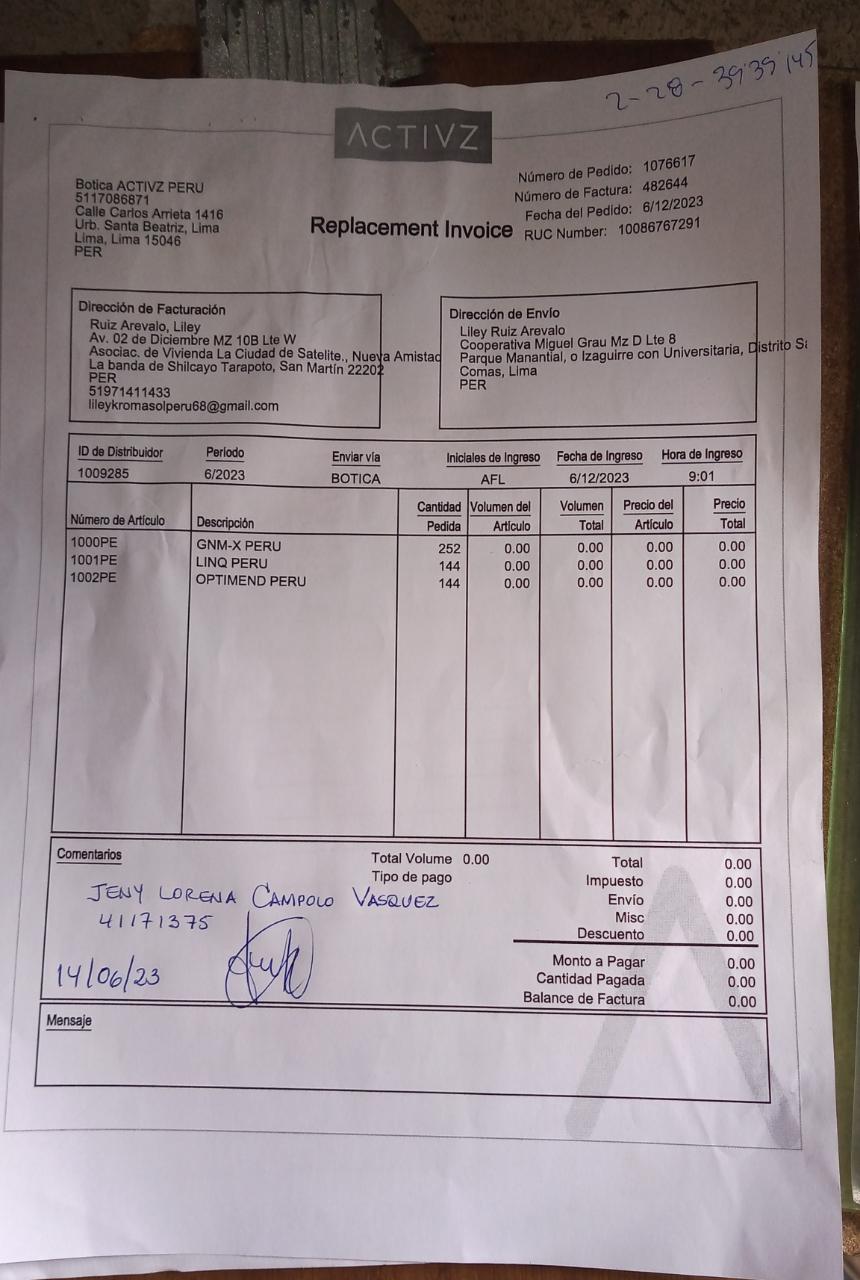 2-28-3939145
ACTIVZ
Botica ACTIVZ PERU
5117086871
Calle Carlos Arrieta 1416
Urb. Santa Beatriz, Lima
Lima, Lima 15046
PER
Replacement Invoice
Número de Pedido: 1076617
Número de Factura: 482644
Fecha del Pedido: 6/12/2023
RUC Number: 10086767291
Dirección de Facturación
Ruiz Arevalo, Liley
Av. 02 de Diciembre MZ 10B Lte W
Asociac. de Vivienda La Ciudad de Satelite., Nueva Amistad
La banda de Shilcayo Tarapoto, San Martín 22202
PER
51971411433
lileykromasolperu68@gmail.com
Dirección de Envío
Liley Ruiz Arevalo
Cooperativa Miguel Grau Mz D Lte 8
Parque Manantial, o Izaguirre con Universitaria, Distrito
Comas, Lima
PER
ID de Distribuidor Período Enviar vía Iniciales de Ingreso Fecha de Ingreso Hora de Ingreso
1009285 6/2023 BOTICA AFL 6/12/2023 9:01
Número de Artículo Descripción Cantidad Pedida Volumen del Artículo Volumen Total Precio del Artículo Precio Total
1000PE GNM-X PERU 252 0.00 0.00 0.00 0.00
1001PE LINQ PERU 144 0.00 0.00 0.00 0.00
1002PE OPTIMEND PERU 144 0.00 0.00 0.00 0.00
Comentarios
JENY LORENA CAMPOLO VASQUEZ
41171375
14/06/23
Total Volume 0.00
Tipo de pago
Total 0.00
Impuesto 0.00
Envío 0.00
Misc 0.00
Descuento 0.00
Monto a Pagar 0.00
Cantidad Pagada 0.00
Balance de Factura 0.00
Mensaje